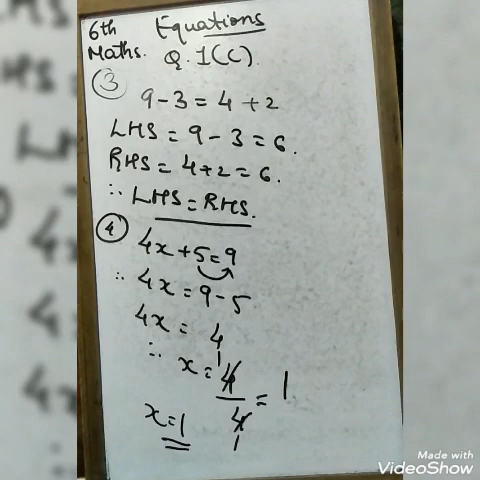 6th Equations
Maths. Q.1(C).
3
9-3=4+2
LHS=9-3=6.
RHS=4+2=6.
∴ LHS=RHS.
4
4x+5=9
∴ 4x=9-5
4x=4
∴ x=4/4=1
x=1
Made with
VideoShow